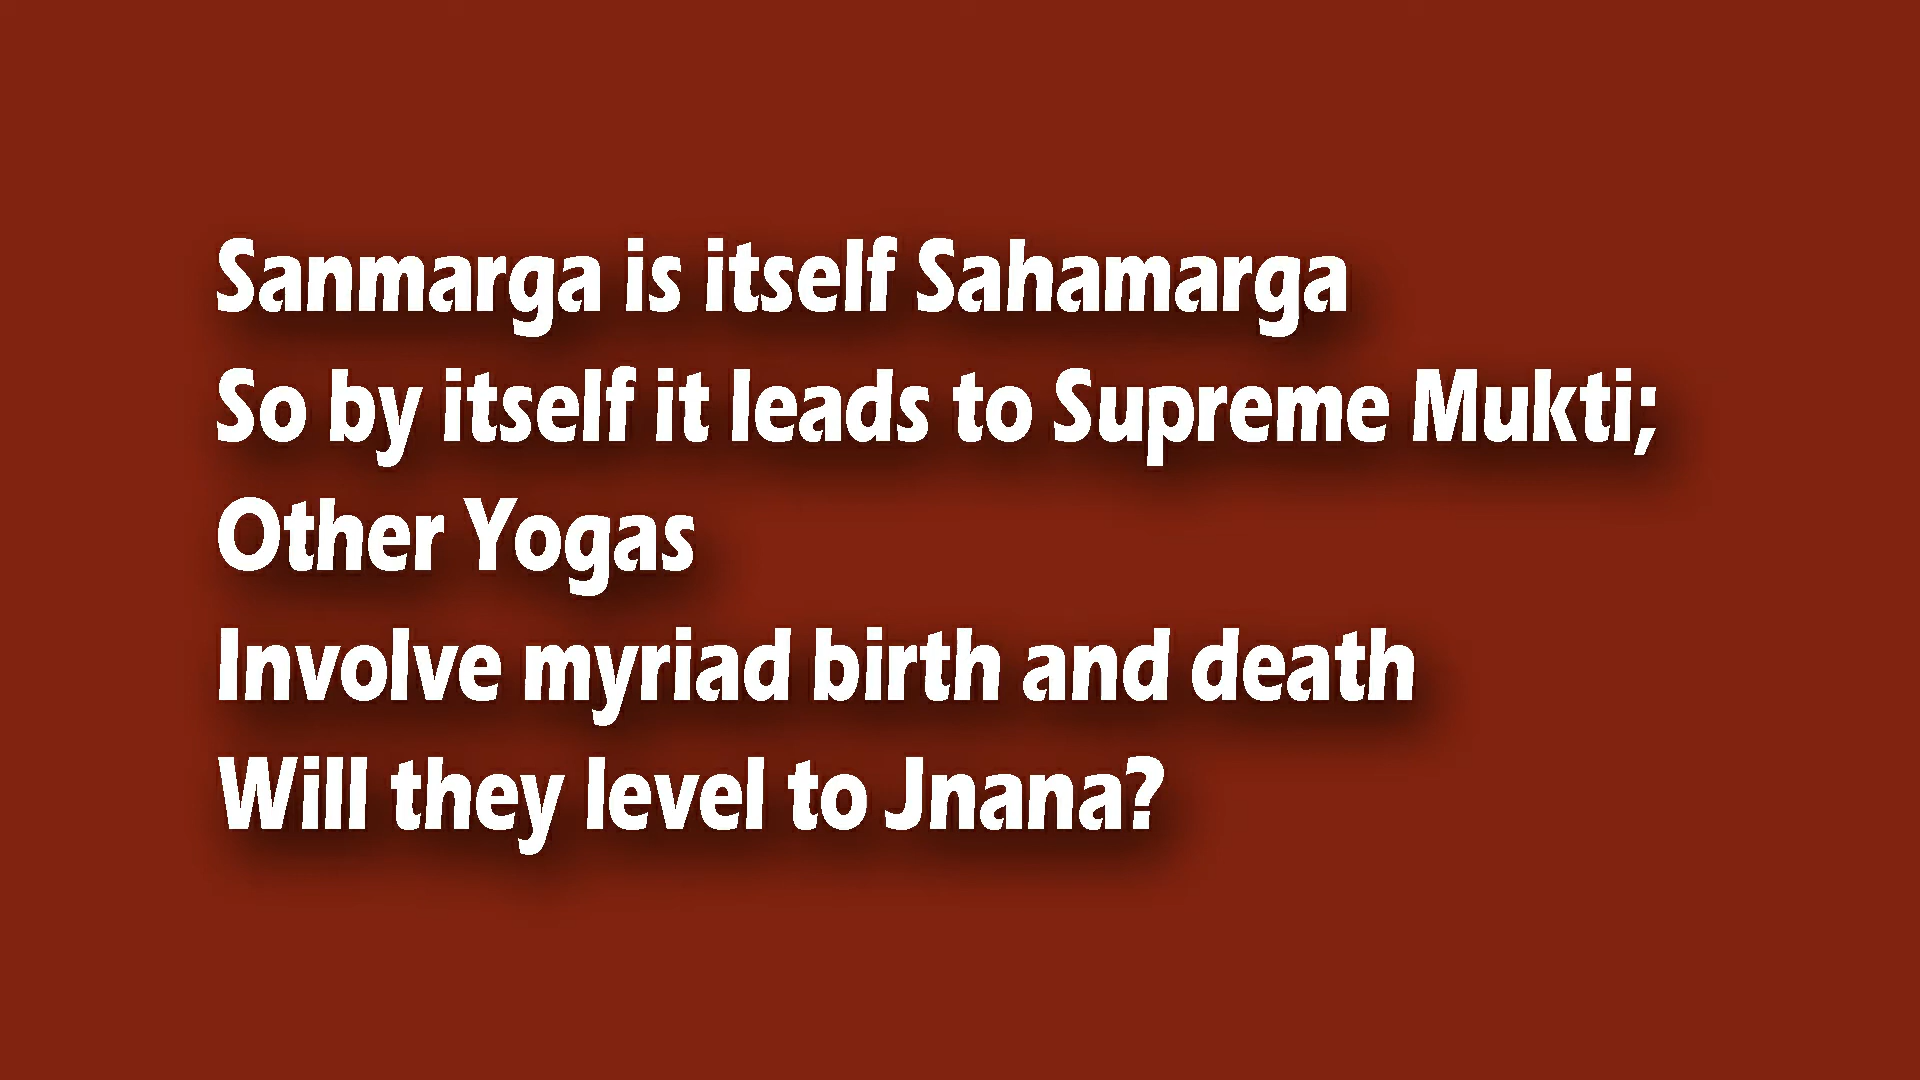 Sanmarga is itself Sahamarga
So by itself it leads to Supreme Mukti;
Other Yogas
Involve myriad birth and death
Will they level to Jnana?